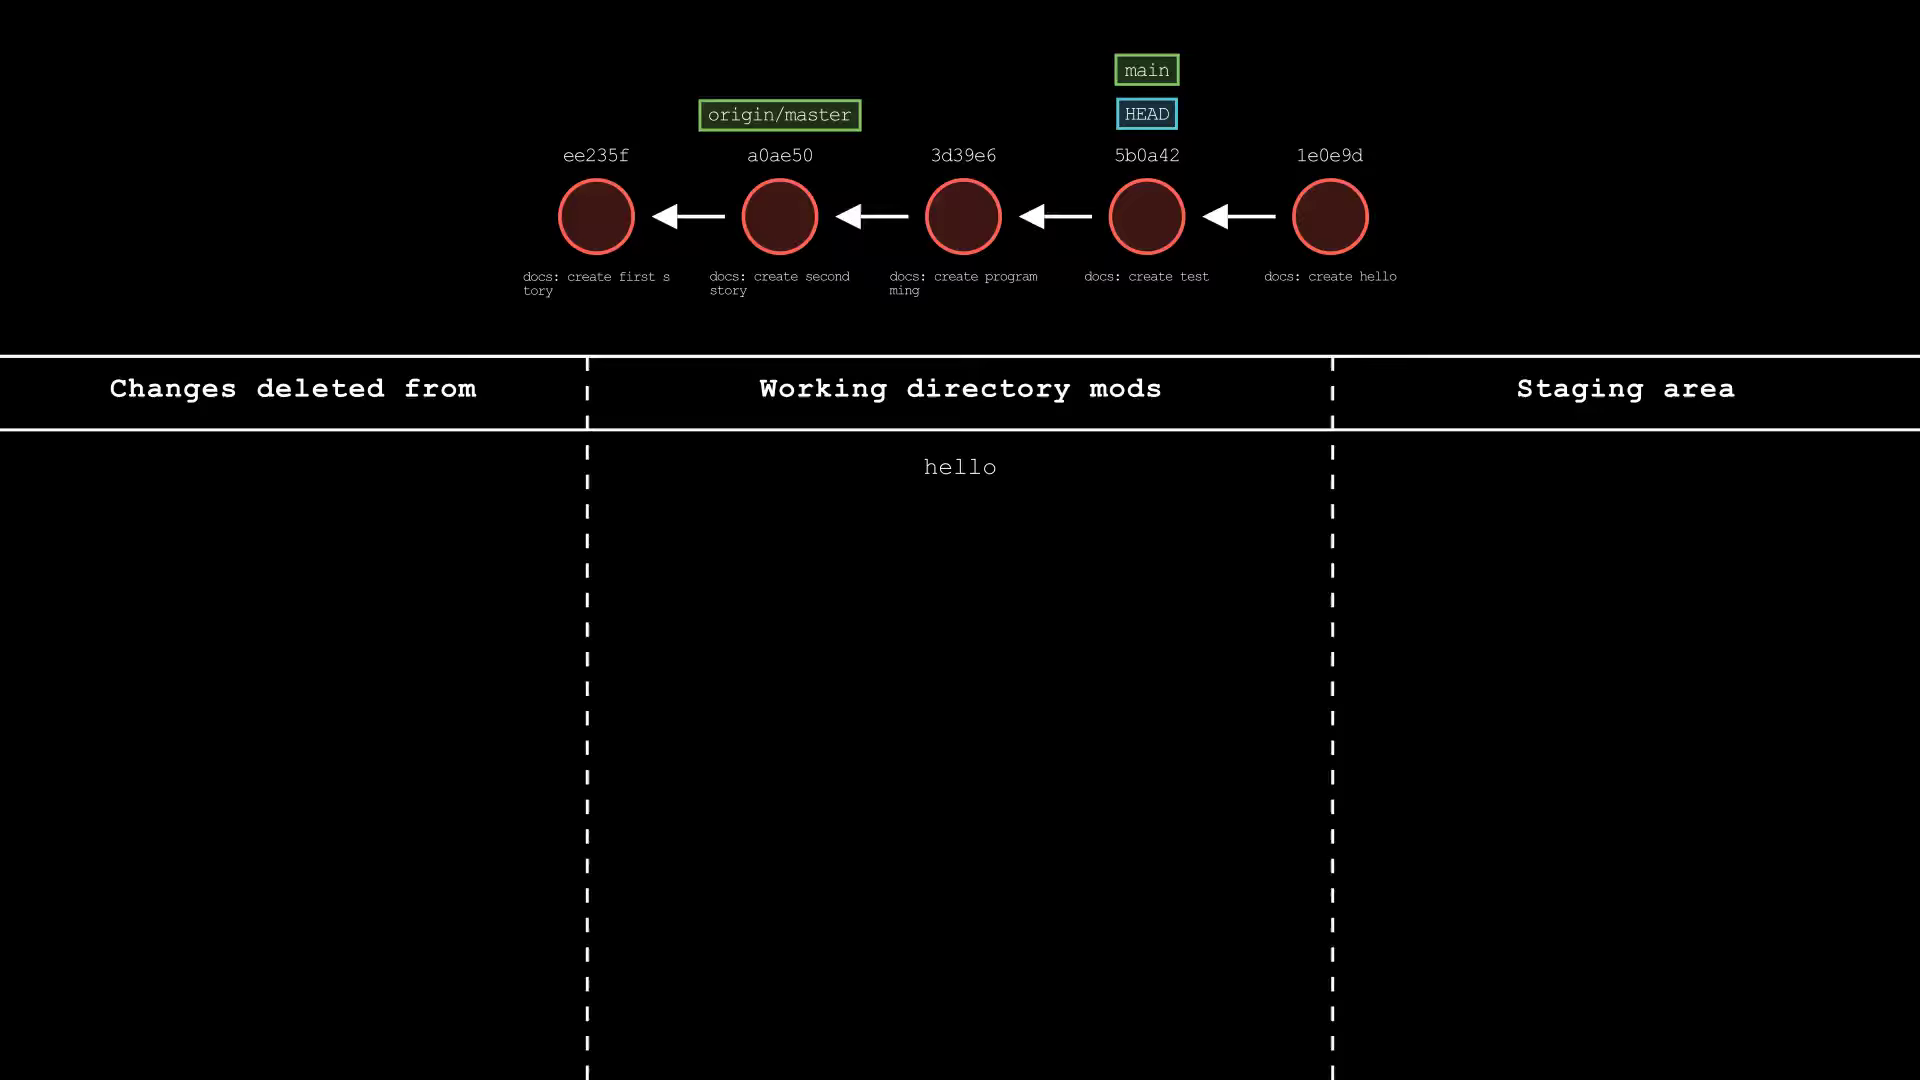 main
origin/master
HEAD
ee235f
a0ae50
3d39e6
5b0a42
1e0e9d
docs: create first s
tory
docs: create second
story
docs: create program
ming
docs: create test
docs: create hello
Changes deleted from
Working directory mods
Staging area
hello